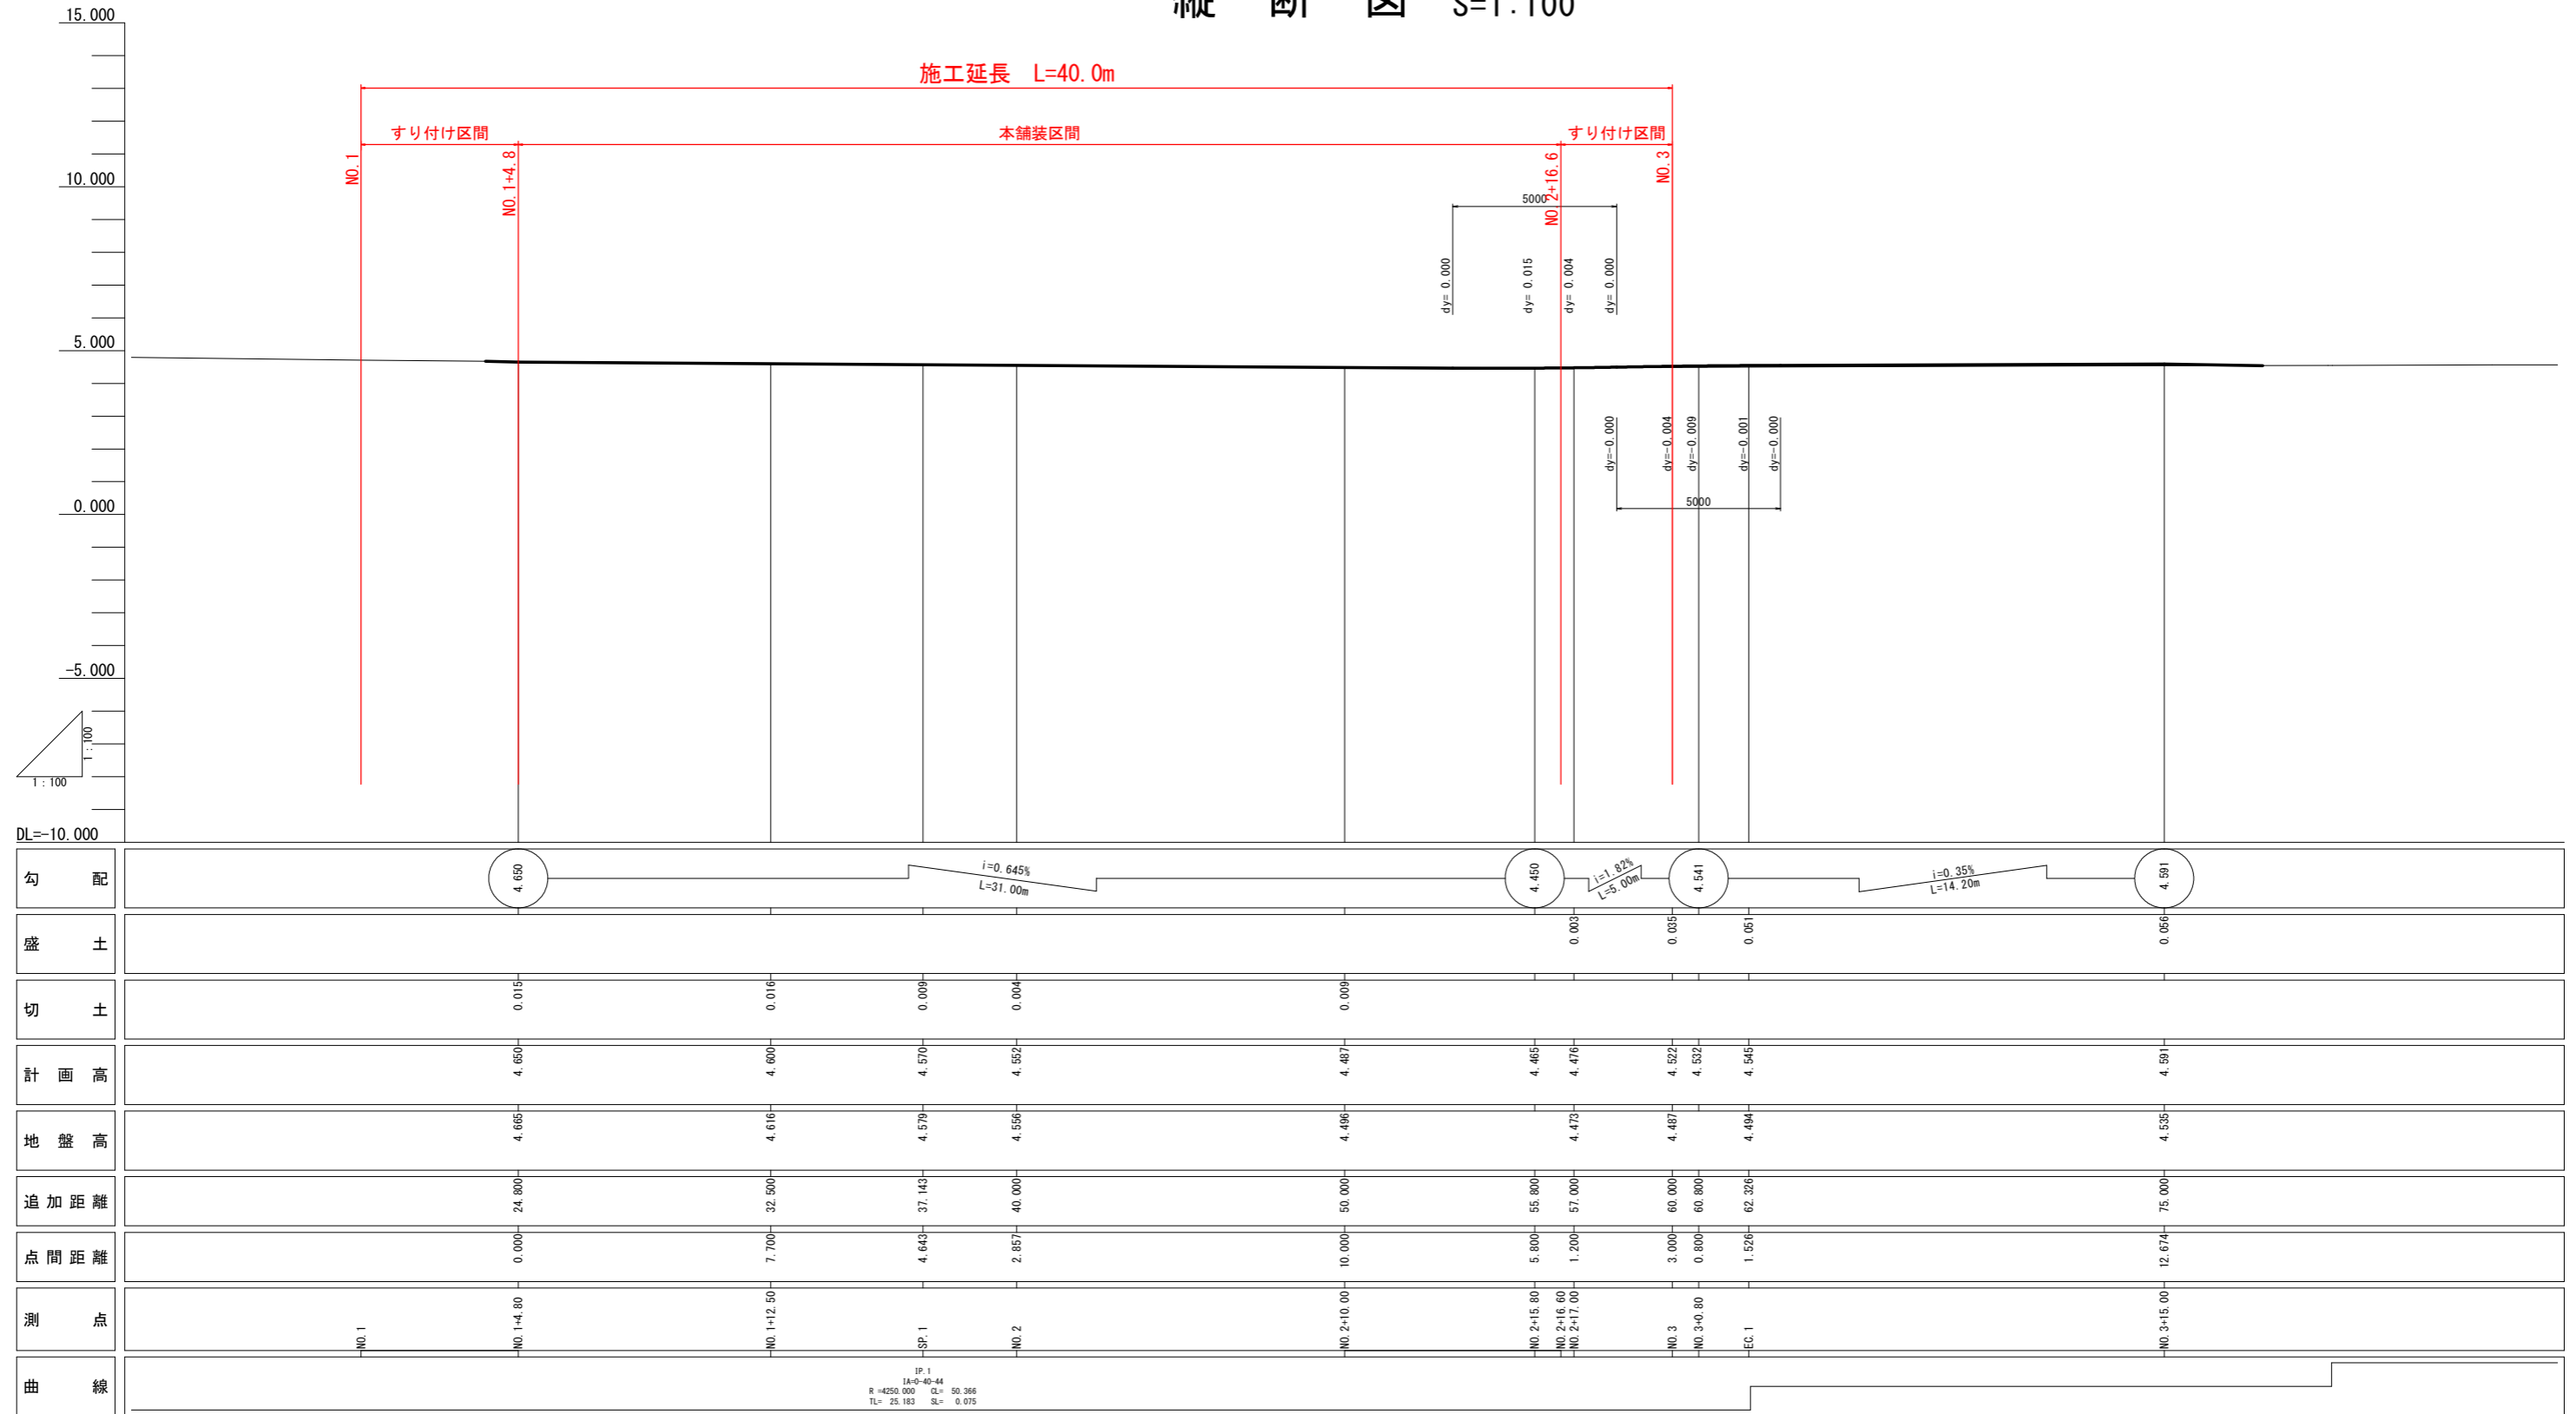 縦 断 図 S=1:100
15.000
10.000
5.000
0.000
-5.000
DL=-10.000
1:100
1:100
施工延長 L=40.0m
すり付け区間 本舗装区間 すり付け区間
NO.1
NO.1+4.8
NO.2+16.6
NO.3
5000
dy= 0.000
dy= 0.015
dy= 0.004
dy= 0.000
dy=-0.000
dy=-0.004
dy=-0.009
dy=-0.001
dy=-0.000
5000
勾配 4.650 i=0.645% L=31.00m 4.450 i=1.82% L=5.00m 4.541 i=0.35% L=14.20m 4.591
盛土 0.003 0.035 0.051 0.056
切土 0.015 0.016 0.009 0.004 0.009
計画高 4.650 4.600 4.570 4.552 4.487 4.465 4.476 4.522 4.532 4.545 4.591
地盤高 4.665 4.616 4.579 4.556 4.496 4.473 4.487 4.494 4.535
追加距離 24.800 32.500 37.143 40.000 50.000 55.800 57.000 60.000 60.800 62.326 75.000
点間距離 0.000 7.700 4.643 2.857 10.000 5.800 1.200 3.000 0.800 1.526 12.674
測点 NO.1 NO.1+4.80 NO.1+12.50 SP.1 NO.2 NO.2+10.00 NO.2+15.80 NO.2+16.60 NO.2+17.00 NO.3 NO.3+0.80 EC.1 NO.3+15.00
曲線
IP.1
IA=0-40-44
R =4250.000 CL= 50.366
TL= 25.183 SL= 0.075